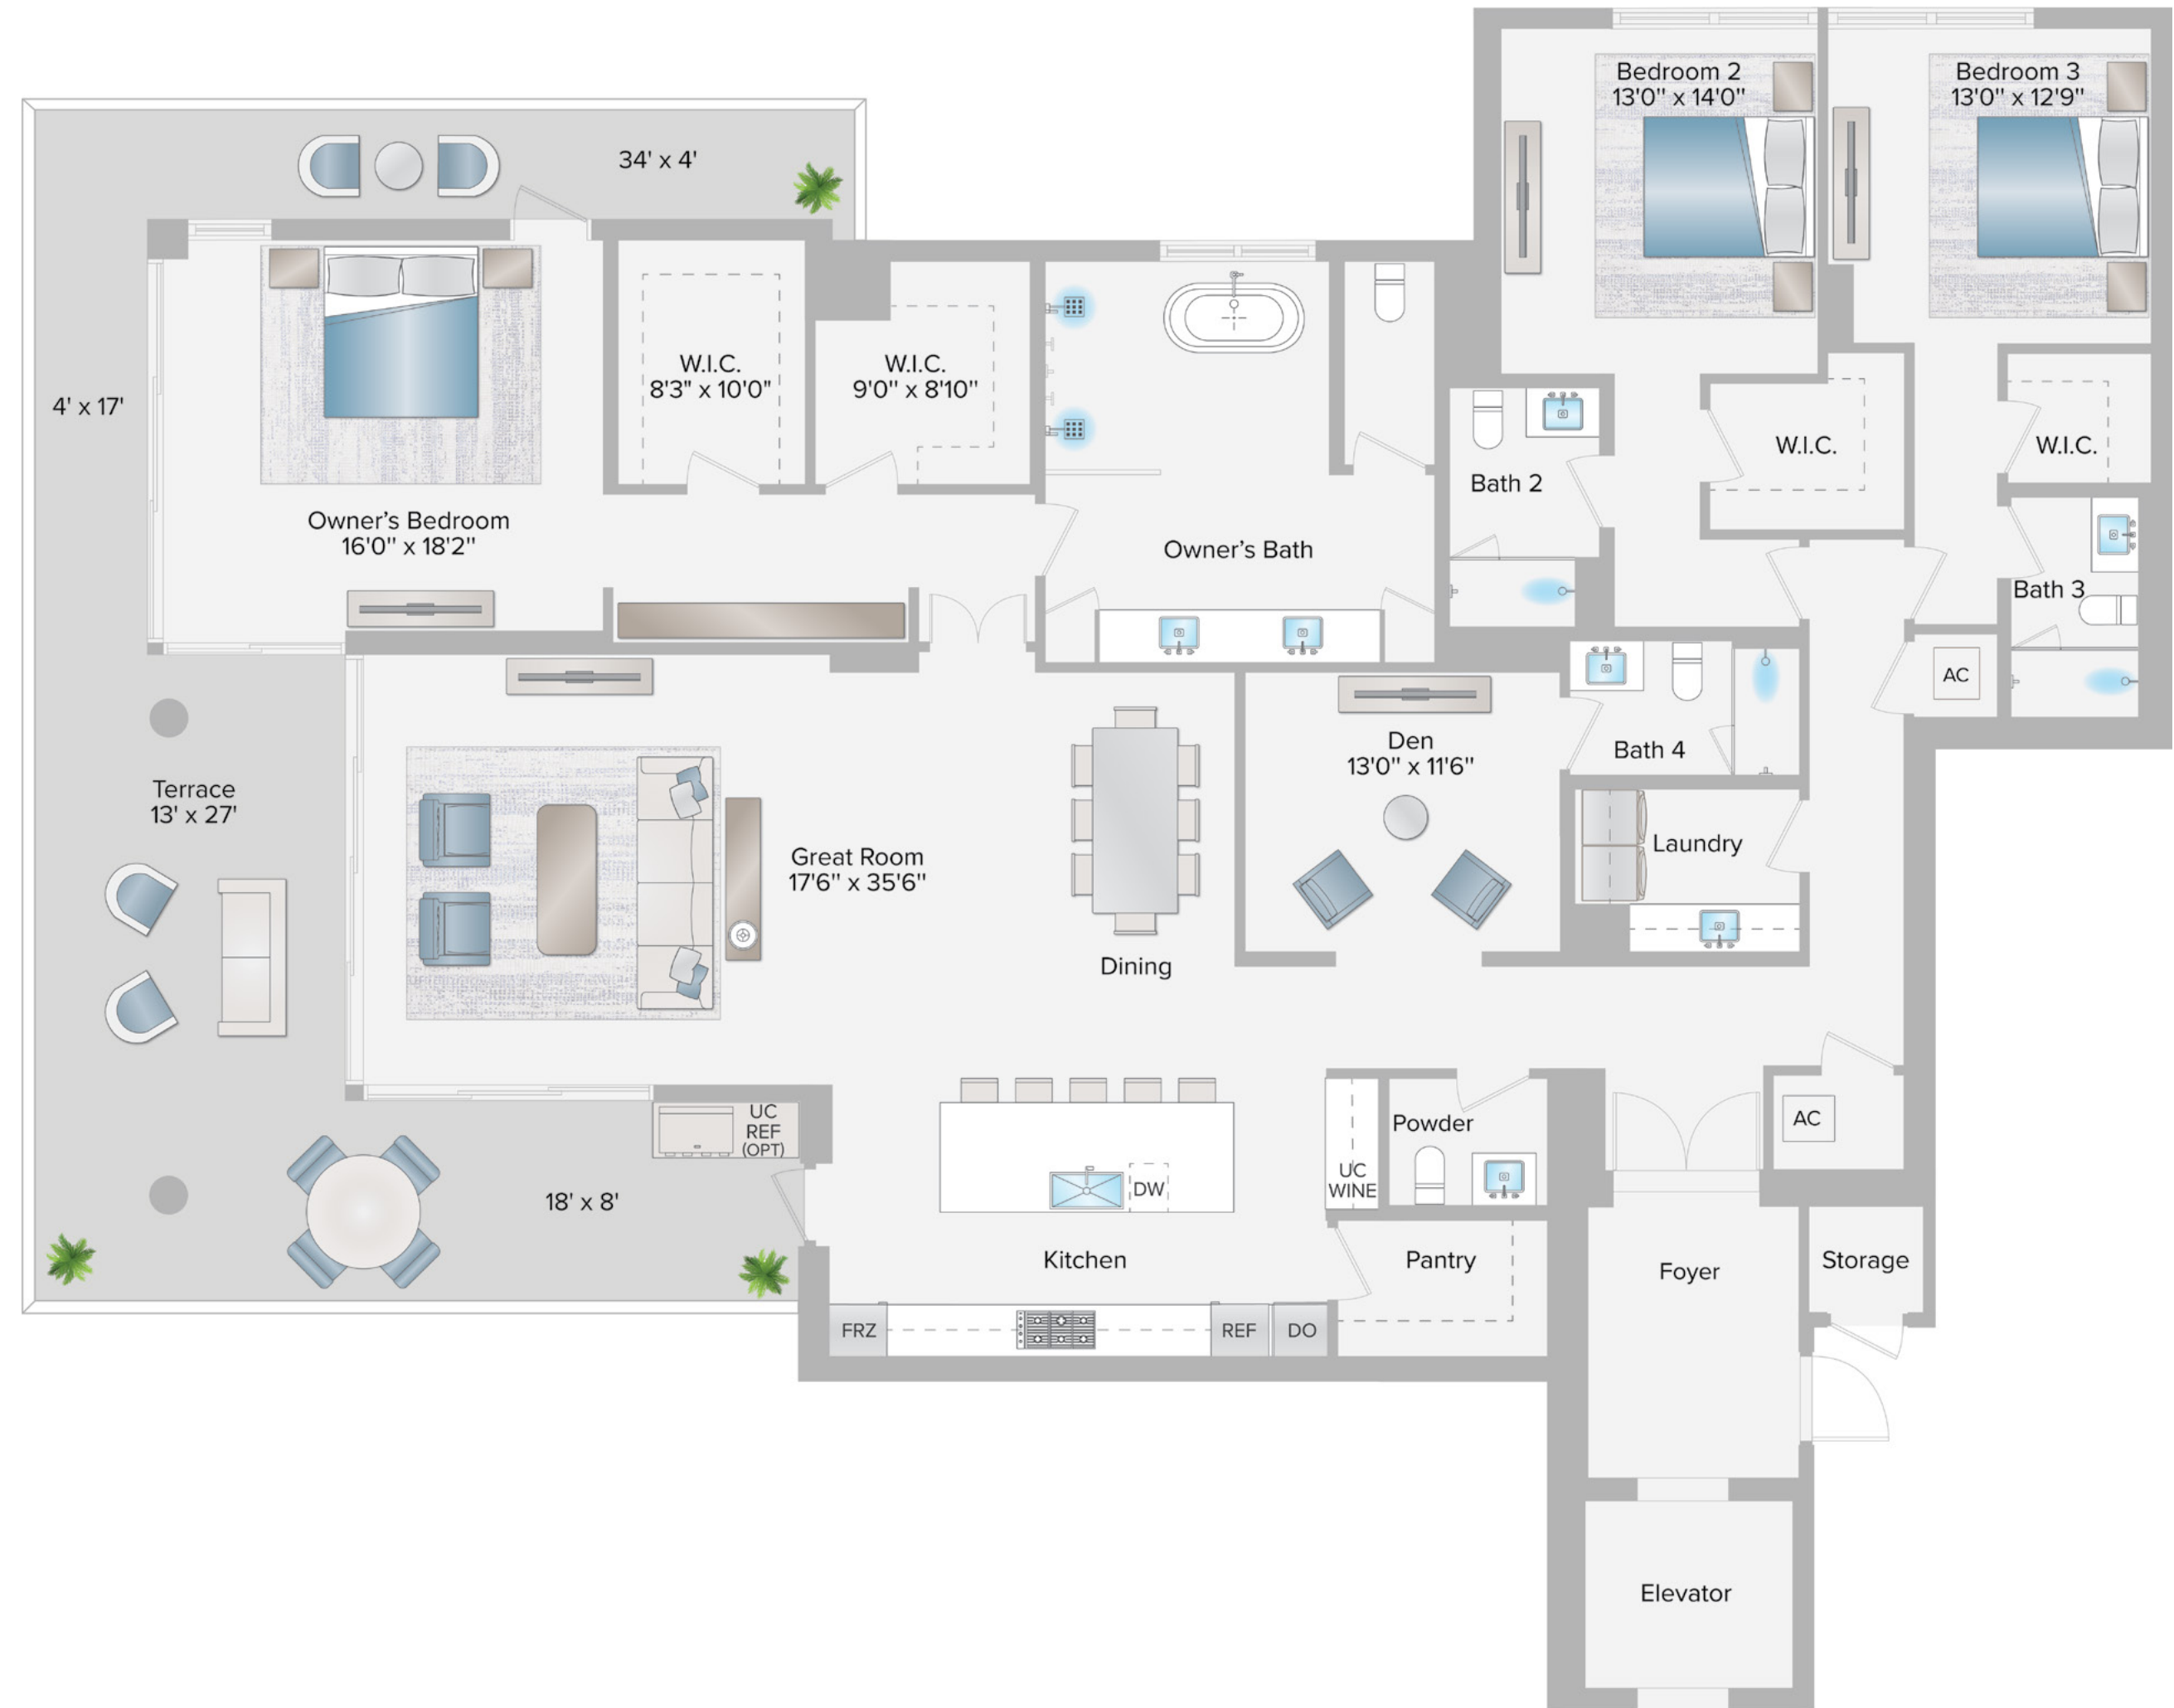 Bedroom 2
13'0" x 14'0"
Bedroom 3
13'0" x 12'9"
34' x 4'
4' x 17'
W.I.C.
8'3" x 10'0"
W.I.C.
9'0" x 8'10"
W.I.C.
W.I.C.
Bath 2
Owner's Bedroom
16'0" x 18'2"
Owner's Bath
Bath 3
AC
Terrace
13' x 27'
Great Room
17'6" x 35'6"
Dining
Den
13'0" x 11'6"
Bath 4
Laundry
UC
REF
(OPT)
18' x 8'
DW
UC
WINE
Powder
AC
Kitchen
Pantry
Foyer
Storage
FRZ
REF
DO
Elevator